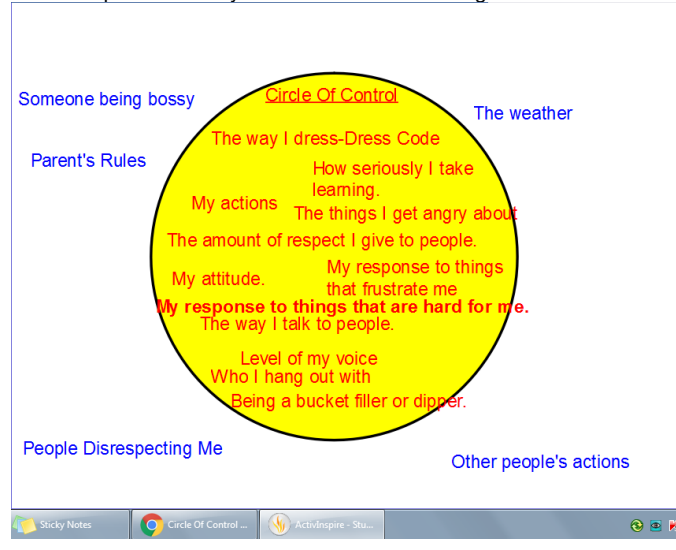 Circle Of Control
Someone being bossy
The weather
The way I dress-Dress Code
Parent's Rules
How seriously I take
learning.
My actions
The things I get angry about
The amount of respect I give to people.
My response to things
that frustrate me
My attitude.
My response to things that are hard for me.
The way I talk to people.
Level of my voice
Who I hang out with
Being a bucket filler or dipper.
People Disrespecting Me
Other people's actions
Sticky Notes
Circle Of Control ...
ActivInspire - Stu...